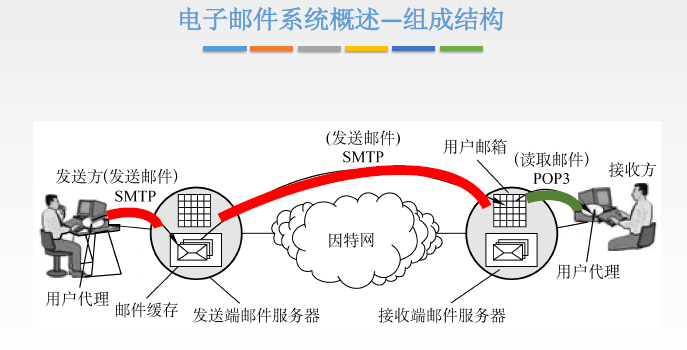 电子邮件系统概述—组成结构
(发送邮件)
SMTP
用户邮箱
发送方(发送邮件)
SMTP
(读取邮件)
POP3
接收方
因特网
用户代理
邮件缓存
发送端邮件服务器
接收端邮件服务器
用户代理